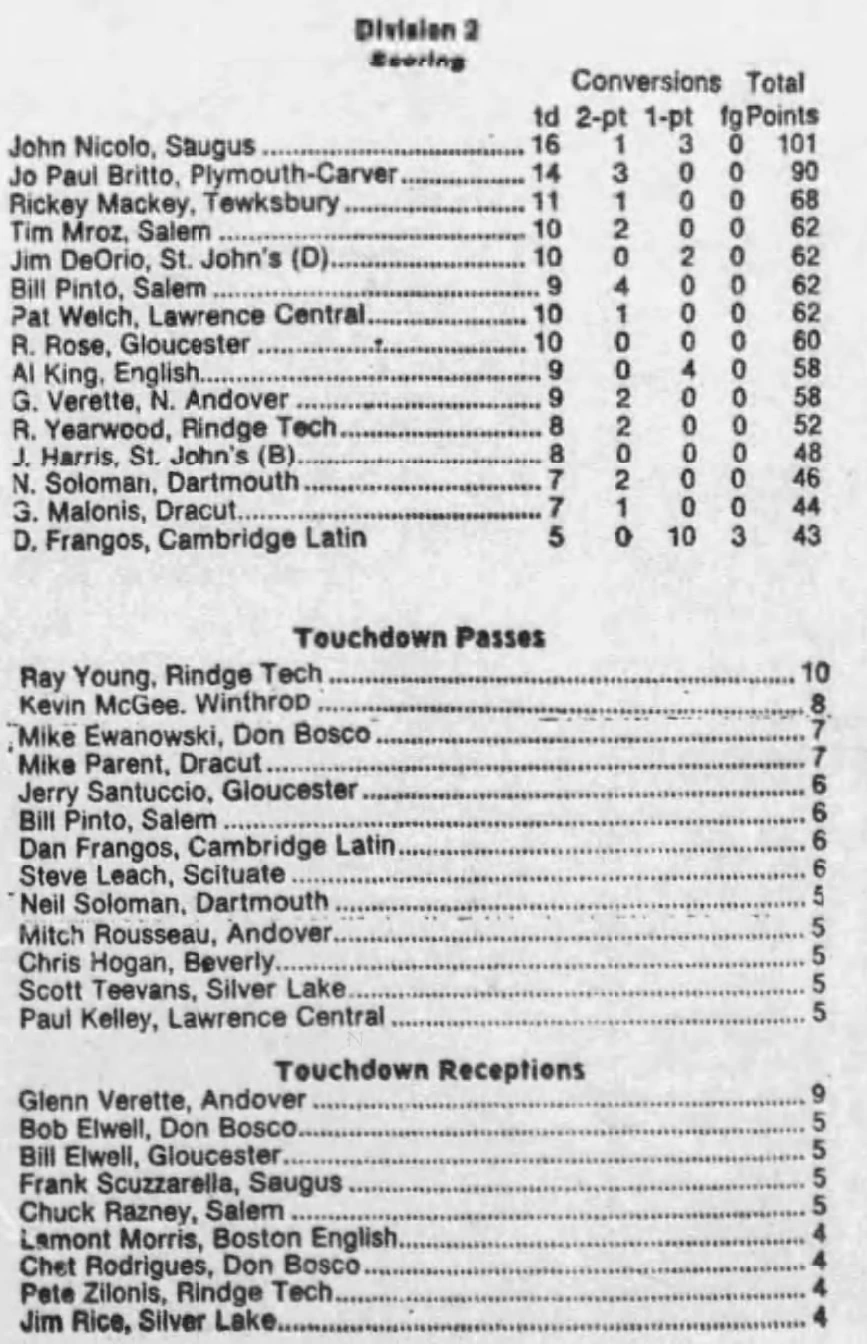 Division 2
Scoring
Conversions Total
td 2-pt 1-pt fg Points
John Nicolo, Saugus ........ 16 1 3 0 101
Jo Paul Britto, Plymouth-Carver ........ 14 3 0 0 90
Rickey Mackey, Tewksbury ........ 11 1 0 0 68
Tim Mroz, Salem ........ 10 2 0 0 62
Jim DeOrio, St. John's (D) ........ 10 0 2 0 62
Bill Pinto, Salem ........ 9 4 0 0 62
Pat Welch, Lawrence Central ........ 10 1 0 0 62
R. Rose, Gloucester ........ 10 0 0 0 60
Al King, English ........ 9 0 4 0 58
G. Verette, N. Andover ........ 9 2 0 0 58
R. Yearwood, Rindge Tech ........ 8 2 0 0 52
J. Harris, St. John's (B) ........ 8 0 0 0 48
N. Soloman, Dartmouth ........ 7 2 0 0 46
G. Malonis, Dracut ........ 7 1 0 0 44
D. Frangos, Cambridge Latin 5 0 10 3 43
Touchdown Passes
Ray Young, Rindge Tech ........ 10
Kevin McGee, Winthrop ........ 8
Mike Ewanowski, Don Bosco ........ 7
Mike Parent, Dracut ........ 7
Jerry Santuccio, Gloucester ........ 6
Bill Pinto, Salem ........ 6
Dan Frangos, Cambridge Latin ........ 6
Steve Leach, Scituate ........ 6
Neil Soloman, Dartmouth ........ 5
Mitch Rousseau, Andover ........ 5
Chris Hogan, Beverly ........ 5
Scott Teevans, Silver Lake ........ 5
Paul Kelley, Lawrence Central ........ 5
Touchdown Receptions
Glenn Verette, Andover ........ 9
Bob Elwell, Don Bosco ........ 5
Bill Elwell, Gloucester ........ 5
Frank Scuzzarella, Saugus ........ 5
Chuck Razney, Salem ........ 5
Lamont Morris, Boston English ........ 4
Chet Rodrigues, Don Bosco ........ 4
Pete Zilonis, Rindge Tech ........ 4
Jim Rice, Silver Lake ........ 4